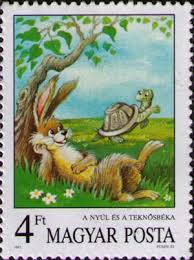 A NYÚL ÉS A TEKNŐSBÉKA
4 Ft
MAGYAR POSTA